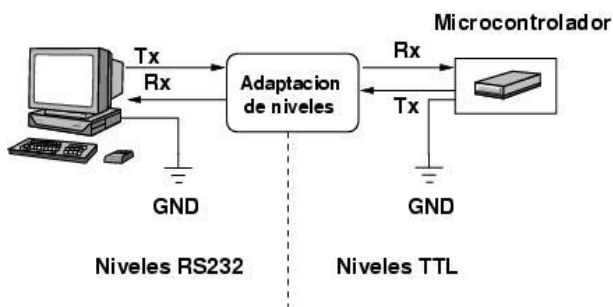 Microcontrolador
Tx
Rx
Rx
Tx
Adaptacion
de niveles
GND
GND
Niveles RS232
Niveles TTL